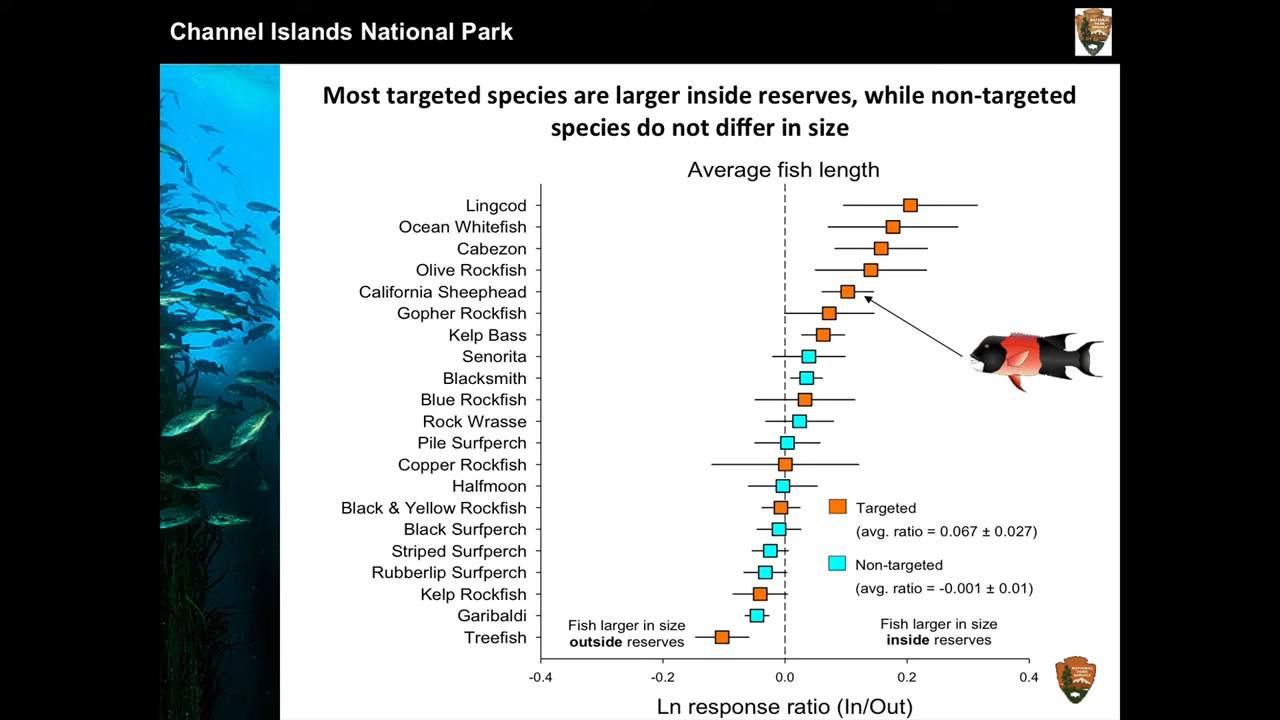 Channel Islands National Park
Most targeted species are larger inside reserves, while non-targeted
species do not differ in size
Average fish length
Lingcod
Ocean Whitefish
Cabezon
Olive Rockfish
California Sheephead
Gopher Rockfish
Kelp Bass
Senorita
Blacksmith
Blue Rockfish
Rock Wrasse
Pile Surfperch
Copper Rockfish
Halfmoon
Black & Yellow Rockfish
Black Surfperch
Striped Surfperch
Rubberlip Surfperch
Kelp Rockfish
Garibaldi
Treefish
Targeted
(avg. ratio = 0.067 ± 0.027)
Non-targeted
(avg. ratio = -0.001 ± 0.01)
Fish larger in size
outside reserves
Fish larger in size
inside reserves
-0.4
-0.2
0.0
0.2
0.4
Ln response ratio (In/Out)
NATIONAL
PARK
SERVICE